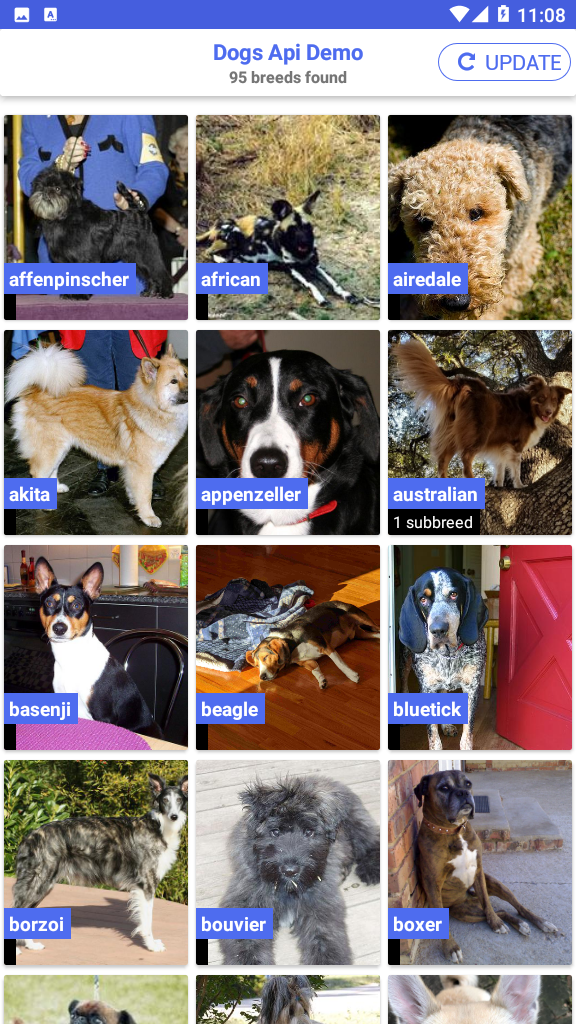 11:08
Dogs Api Demo
95 breeds found
UPDATE
affenpinscher
african
airedale
akita
appenzeller
australian
1 subbreed
basenji
beagle
bluetick
borzoi
bouvier
boxer